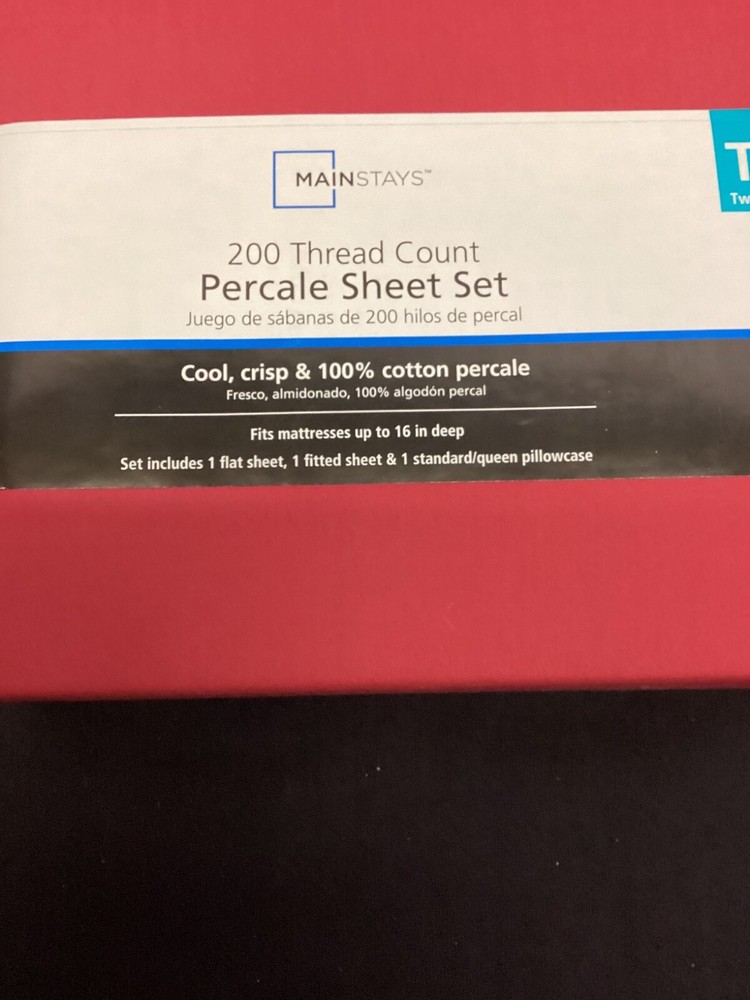 MAINSTAYS™
200 Thread Count
Percale Sheet Set
Juego de sábanas de 200 hilos de percal
Cool, crisp & 100% cotton percale
Fresco, almidonado, 100% algodón percal
Fits mattresses up to 16 in deep
Set includes 1 flat sheet, 1 fitted sheet & 1 standard/queen pillowcase
T
Tw